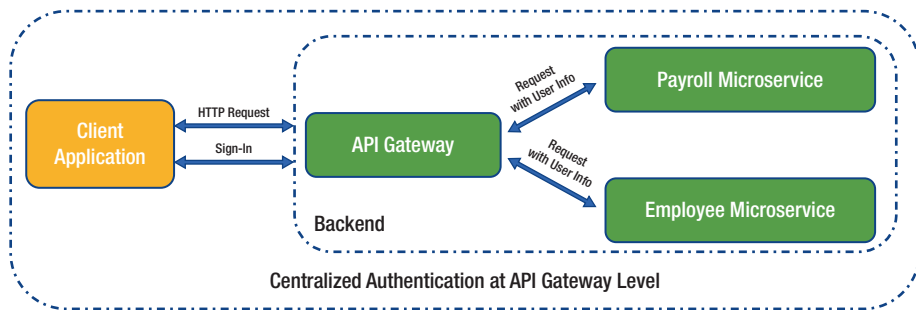 Client
Application
HTTP Request
Sign-In
API Gateway
Request
with User Info
Request
with User Info
Payroll Microservice
Employee Microservice
Backend
Centralized Authentication at API Gateway Level